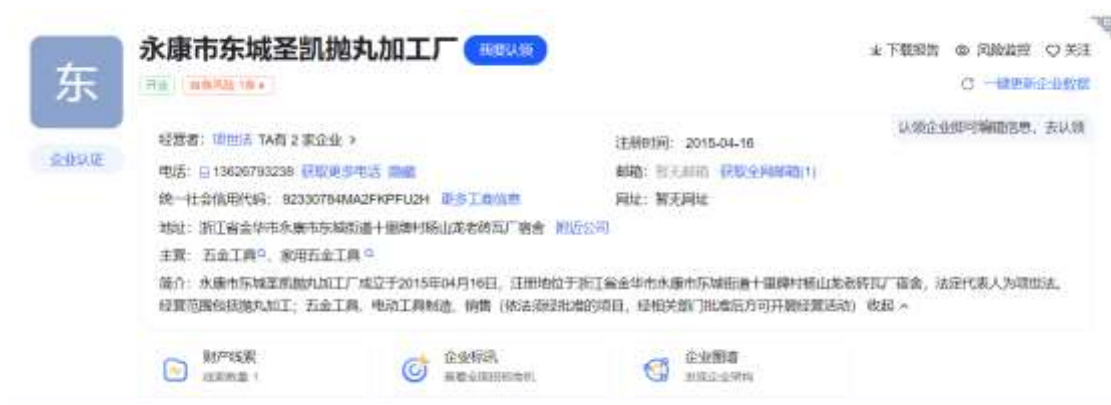 东
永康市东城圣凯抛丸加工厂 我要认领
下载报告 风险监控 关注
开业 自身风险 1条
一键更新企业数据
认领企业即可编辑信息，去认领
企业认证
经营者：项世法 TA有 2 家企业 >
注册时间： 2015-04-16
电话： 13626793238 获取更多电话 隐藏
邮箱：暂无邮箱 获取全网邮箱(1)
统一社会信用代码： 92330784MA2FKPFU2H 更多工商信息
网址：暂无网址
地址：浙江省金华市永康市东城街道十里牌村杨山龙老砖瓦厂宿舍 附近公司
主营： 五金工具、家用五金工具
简介：永康市东城圣凯抛丸加工厂成立于2015年04月16日，注册地位于浙江省金华市永康市东城街道十里牌村杨山龙老砖瓦厂宿舍，法定代表人为项世法。
经营范围包括抛丸加工；五金工具、电动工具制造、销售（依法须经批准的项目，经相关部门批准后方可开展经营活动） 收起
财产线索
线索数量 1
企业标讯
企业图谱